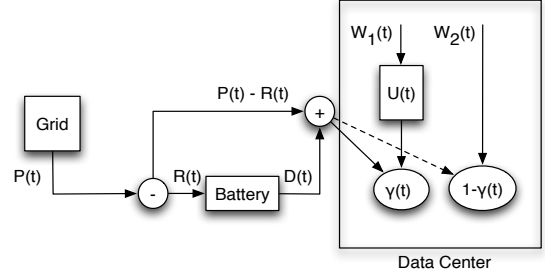 W1(t)
W2(t)
P(t) - R(t)
U(t)
Grid
+
P(t)
R(t)
D(t)
-
Battery
γ(t)
1-γ(t)
Data Center